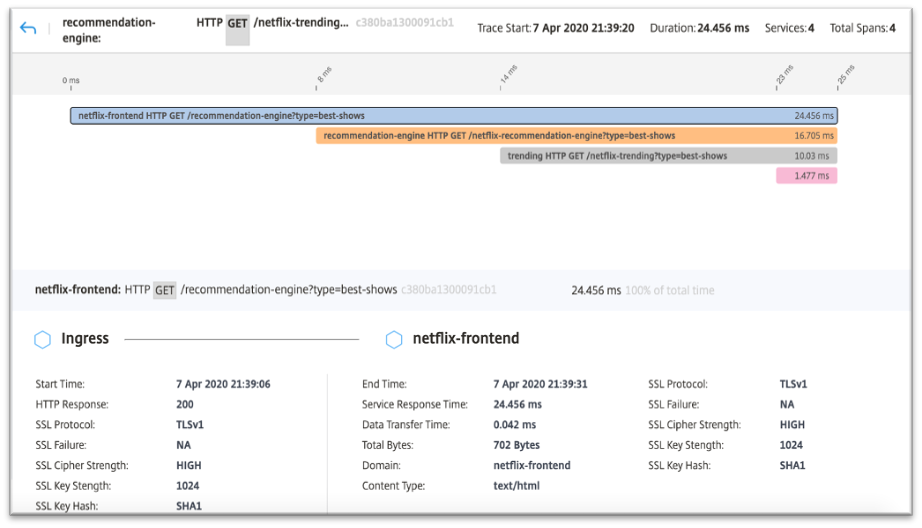 recommendation-engine: HTTP GET /netflix-trending... c380ba1300091cb1 Trace Start: 7 Apr 2020 21:39:20 Duration: 24.456 ms Services: 4 Total Spans: 4
0 ms 8 ms 14 ms 23 ms 25 ms
netflix-frontend HTTP GET /recommendation-engine?type=best-shows 24.456 ms
recommendation-engine HTTP GET /netflix-recommendation-engine?type=best-shows 16.705 ms
trending HTTP GET /netflix-trending?type=best-shows 10.03 ms
1.477 ms
netflix-frontend: HTTP GET /recommendation-engine?type=best-shows c380ba1300091cb1 24.456 ms 100% of total time
Ingress netflix-frontend
Start Time: 7 Apr 2020 21:39:06 End Time: 7 Apr 2020 21:39:31 SSL Protocol: TLSv1
HTTP Response: 200 Service Response Time: 24.456 ms SSL Failure: NA
SSL Protocol: TLSv1 Data Transfer Time: 0.042 ms SSL Cipher Strength: HIGH
SSL Failure: NA Total Bytes: 702 Bytes SSL Key Stength: 1024
SSL Cipher Strength: HIGH Domain: netflix-frontend SSL Key Hash: SHA1
SSL Key Stength: 1024 Content Type: text/html
SSL Key Hash: SHA1